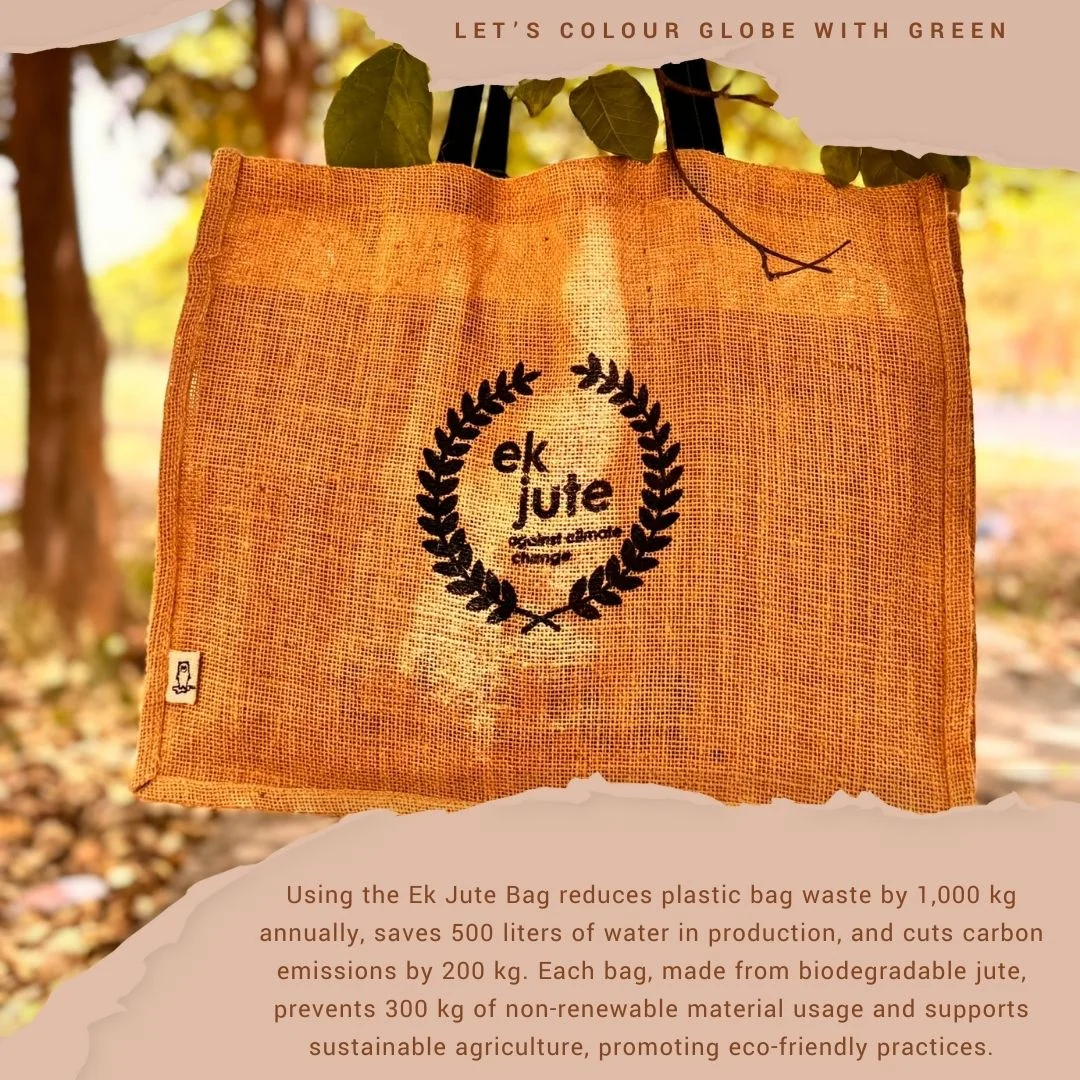 LET'S COLOUR GLOBE WITH GREEN
ek
jute
against climate
change
Using the Ek Jute Bag reduces plastic bag waste by 1,000 kg
annually, saves 500 liters of water in production, and cuts carbon
emissions by 200 kg. Each bag, made from biodegradable jute,
prevents 300 kg of non-renewable material usage and supports
sustainable agriculture, promoting eco-friendly practices.